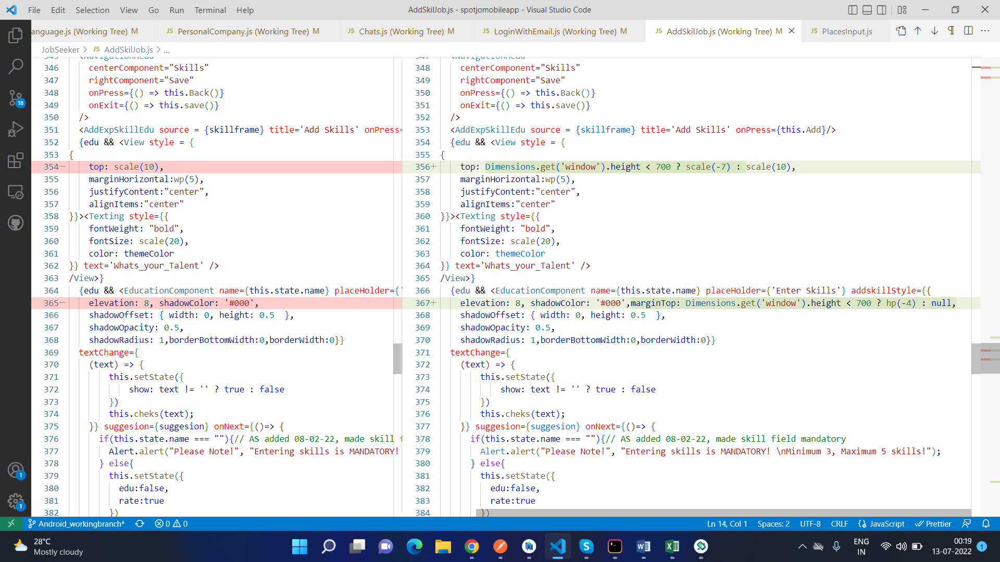 File Edit Selection View Go Run Terminal Help
AddSkilJob.js - spotjomobileapp - Visual Studio Code
anguage.js (Working Tree) M
JS PersonalCompany.js (Working Tree) M
JS Chats.js (Working Tree) M
JS LoginWithEmail.js (Working Tree) M
JS AddSkilJob.js (Working Tree) M
JS PlacesInput.js
JobSeeker > JS AddSkilJob.js > ...
345 <NavigationHead
346 centerComponent="Skills"
347 rightComponent="Save"
348 onPress={() => this.Back()}
349 onExit={() => this.save()}
350 />
351 <AddExpSkillEdu source = {skillframe} title='Add Skills' onPress=
352 {edu && <View style = {
353 {
354— top: scale(10),
355 marginHorizontal:wp(5),
356 justifyContent:"center",
357 alignItems:"center"
358 }}><Texting style={{
359 fontWeight: "bold",
360 fontSize: scale(20),
361 color: themeColor
362 }} text='Whats_your_Talent' />
363 /View>}
364 {edu && <EducationComponent name={this.state.name} placeHolder={'
365— elevation: 8, shadowColor: '#000',
366 shadowOffset: { width: 0, height: 0.5  },
367 shadowOpacity: 0.5,
368 shadowRadius: 1,borderBottomWidth:0,borderWidth:0}}
369 textChange={
370 (text) => {
371 this.setState({
372 show: text != '' ? true : false
373 })
374 this.cheks(text);
375 }} suggesion={suggesion} onNext={()=> {
376 if(this.state.name === ""){// AS added 08-02-22, made skill f
377 Alert.alert("Please Note!", "Entering skills is MANDATORY!
378 } else{
379 this.setState({
380 edu:false,
381 rate:true
382 })
347 <NavigationHead
348 centerComponent="Skills"
349 rightComponent="Save"
350 onPress={() => this.Back()}
351 onExit={() => this.save()}
352 />
353 <AddExpSkillEdu source = {skillframe} title='Add Skills' onPress={this.Add}/>
354 {edu && <View style = {
355 {
356+ top: Dimensions.get('window').height < 700 ? scale(-7) : scale(10),
357 marginHorizontal:wp(5),
358 justifyContent:"center",
359 alignItems:"center"
360 }}><Texting style={{
361 fontWeight: "bold",
362 fontSize: scale(20),
363 color: themeColor
364 }} text='Whats_your_Talent' />
365 /View>}
366 {edu && <EducationComponent name={this.state.name} placeHolder={'Enter Skills'} addskillStyle={{
367+ elevation: 8, shadowColor: '#000',marginTop: Dimensions.get('window').height < 700 ? hp(-4) : null,
368 shadowOffset: { width: 0, height: 0.5  },
369 shadowOpacity: 0.5,
370 shadowRadius: 1,borderBottomWidth:0,borderWidth:0}}
371 textChange={
372 (text) => {
373 this.setState({
374 show: text != '' ? true : false
375 })
376 this.cheks(text);
377 }} suggesion={suggesion} onNext={()=> {
378 if(this.state.name === ""){// AS added 08-02-22, made skill field mandatory
379 Alert.alert("Please Note!", "Entering skills is MANDATORY! \nMinimum 3, Maximum 5 skills!");
380 } else{
381 this.setState({
382 edu:false,
383 rate:true
384 })
18
1
1
Android_workingbranch* 0 0
Ln 14, Col 1 Spaces: 2 UTF-8 CRLF {} JavaScript Prettier
28°C
Mostly cloudy
ENG
IN
00:19
13-07-2022
1